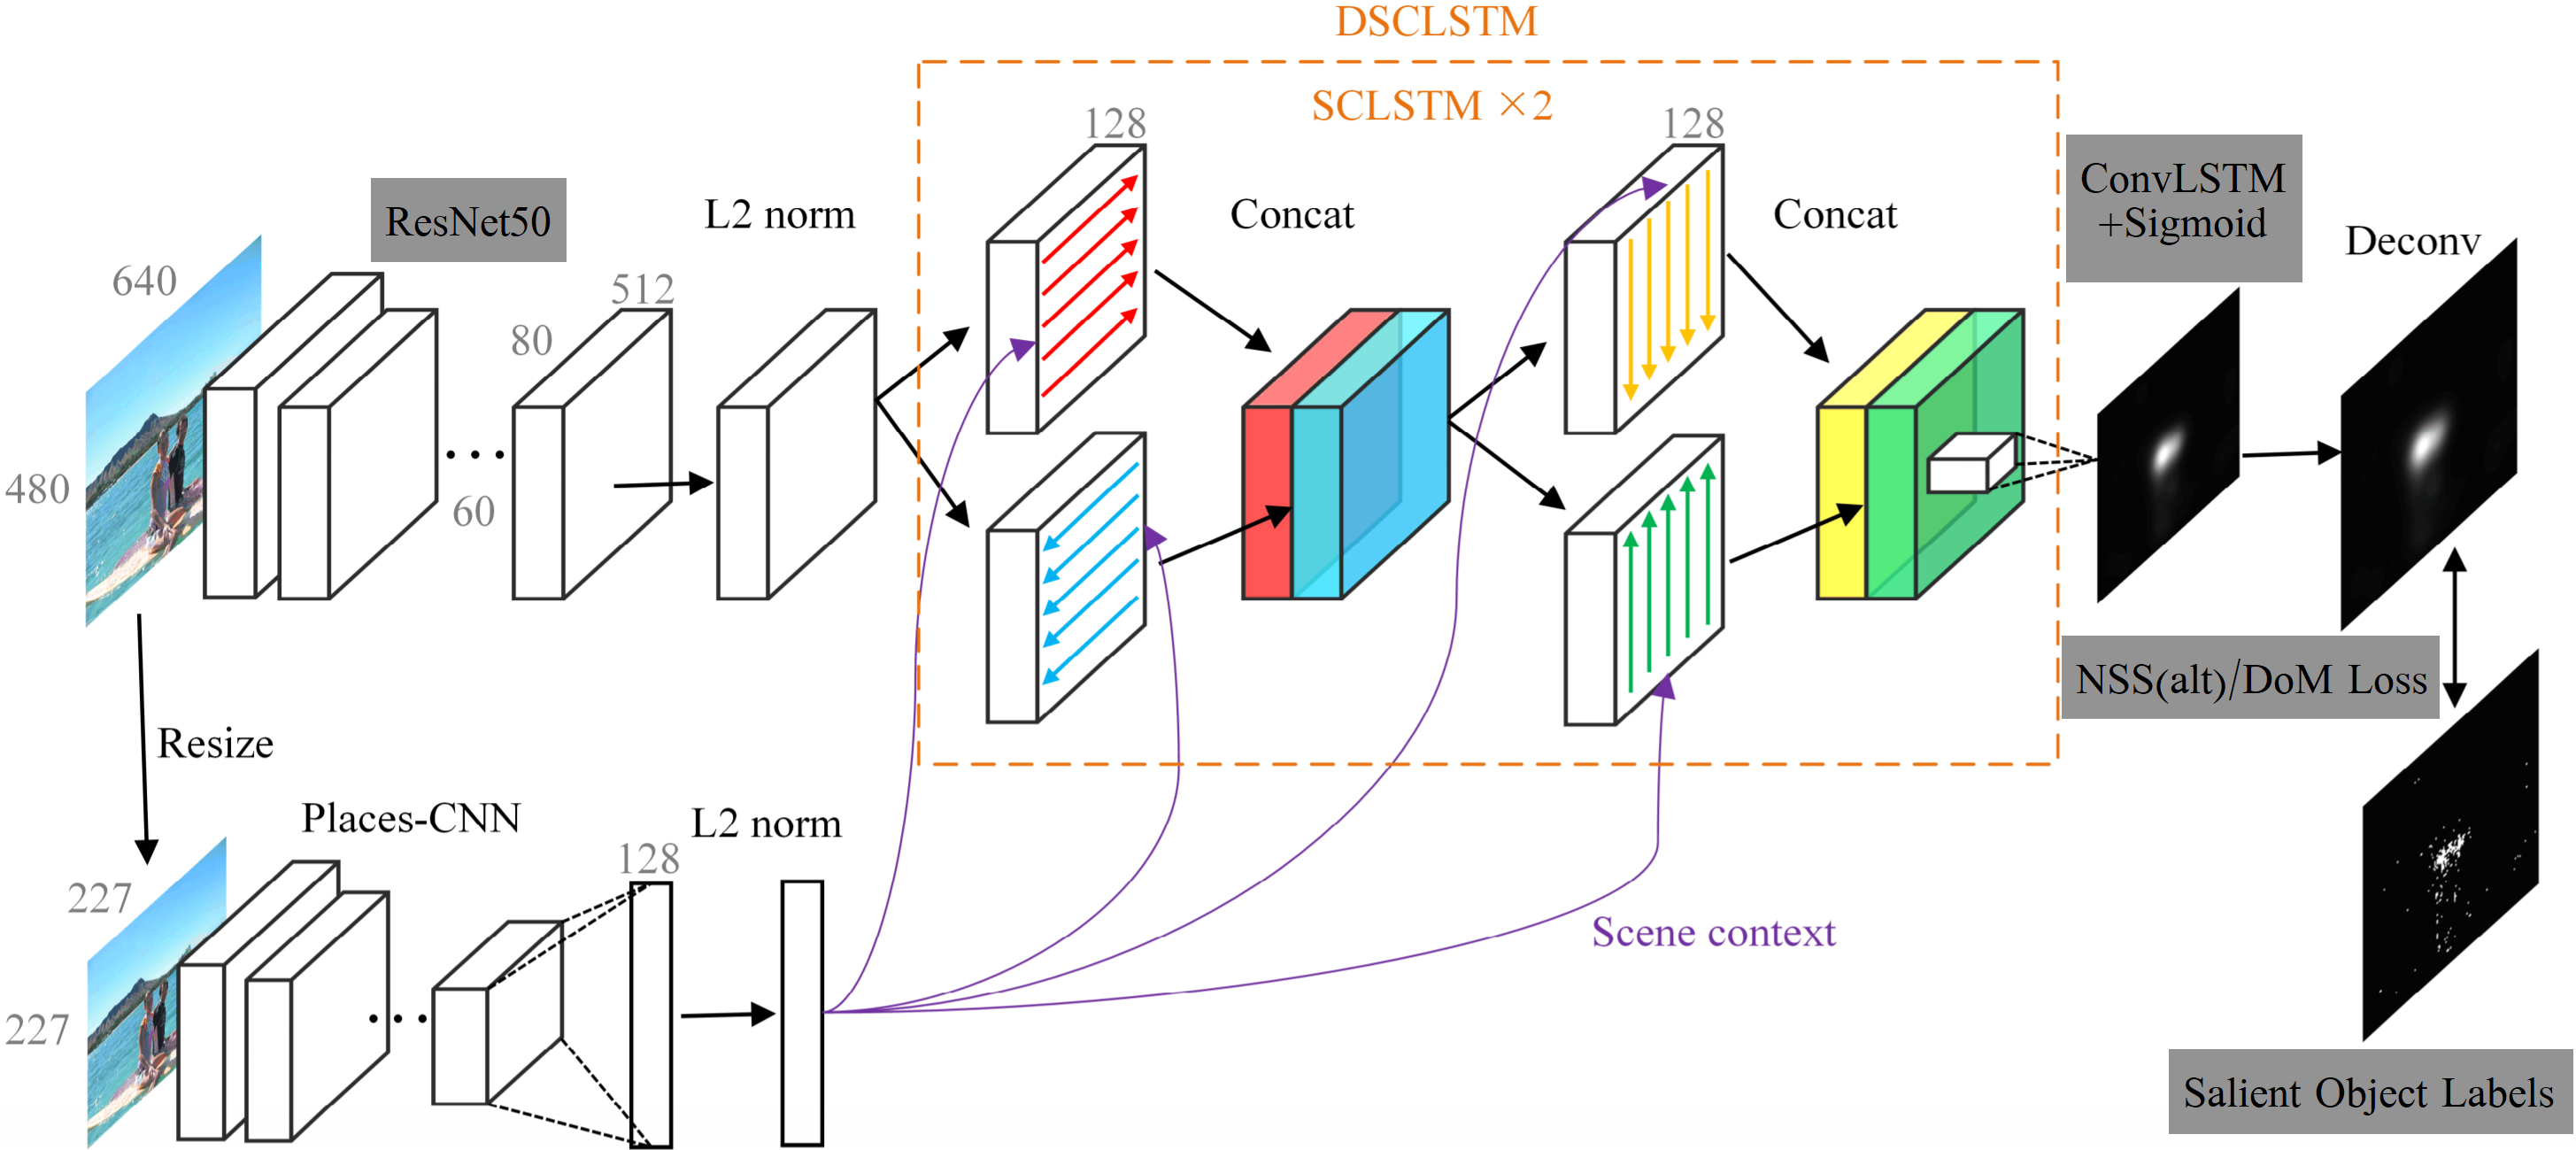 DSCLSTM
SCLSTM ×2
128
128
ConvLSTM
+Sigmoid
ResNet50
L2 norm
Concat
Concat
Deconv
640
512
80
480
60
NSS(alt)/DoM Loss
Resize
Places-CNN
L2 norm
128
227
Scene context
227
Salient Object Labels